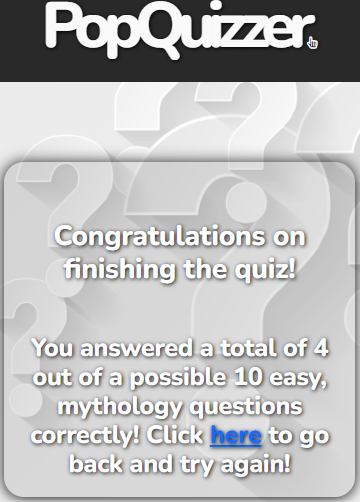 PopQuizzer
Congratulations on
finishing the quiz!
You answered a total of 4
out of a possible 10 easy,
mythology questions
correctly! Click here to go
back and try again!